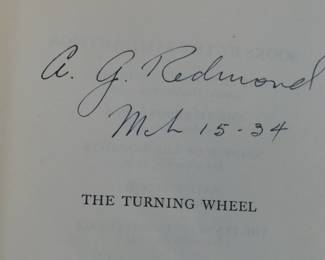 A. G. Redmond
Mch 15-34
THE TURNING WHEEL